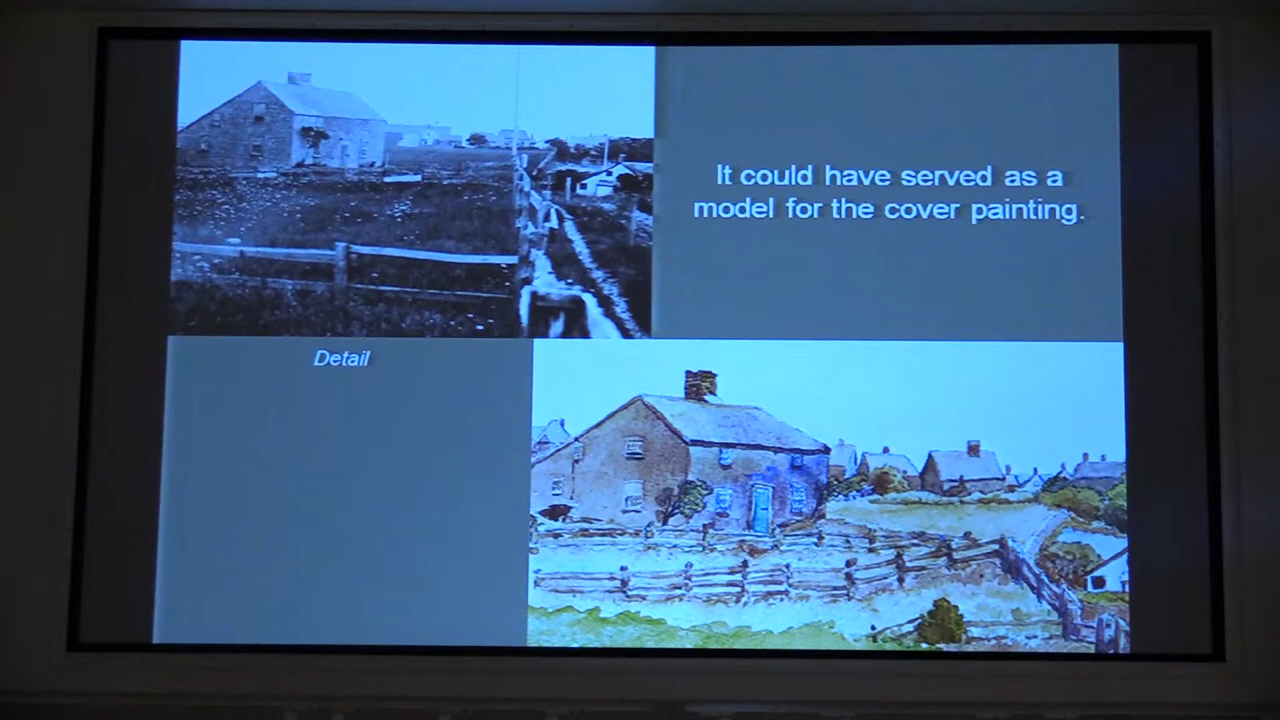 It could have served as a
model for the cover painting.
Detail